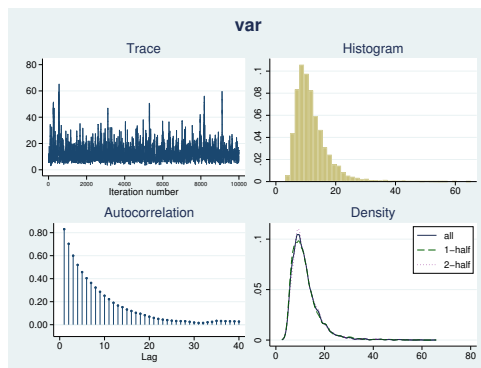 var
Trace
80
60
40
20
0
0 2000 4000 6000 8000 10000
Iteration number
Histogram
.1
.08
.06
.04
.02
0
0 20 40 60
Autocorrelation
0.80
0.60
0.40
0.20
0.00
0 10 20 30 40
Lag
Density
all
1−half
2−half
.1
.05
0
0 20 40 60 80